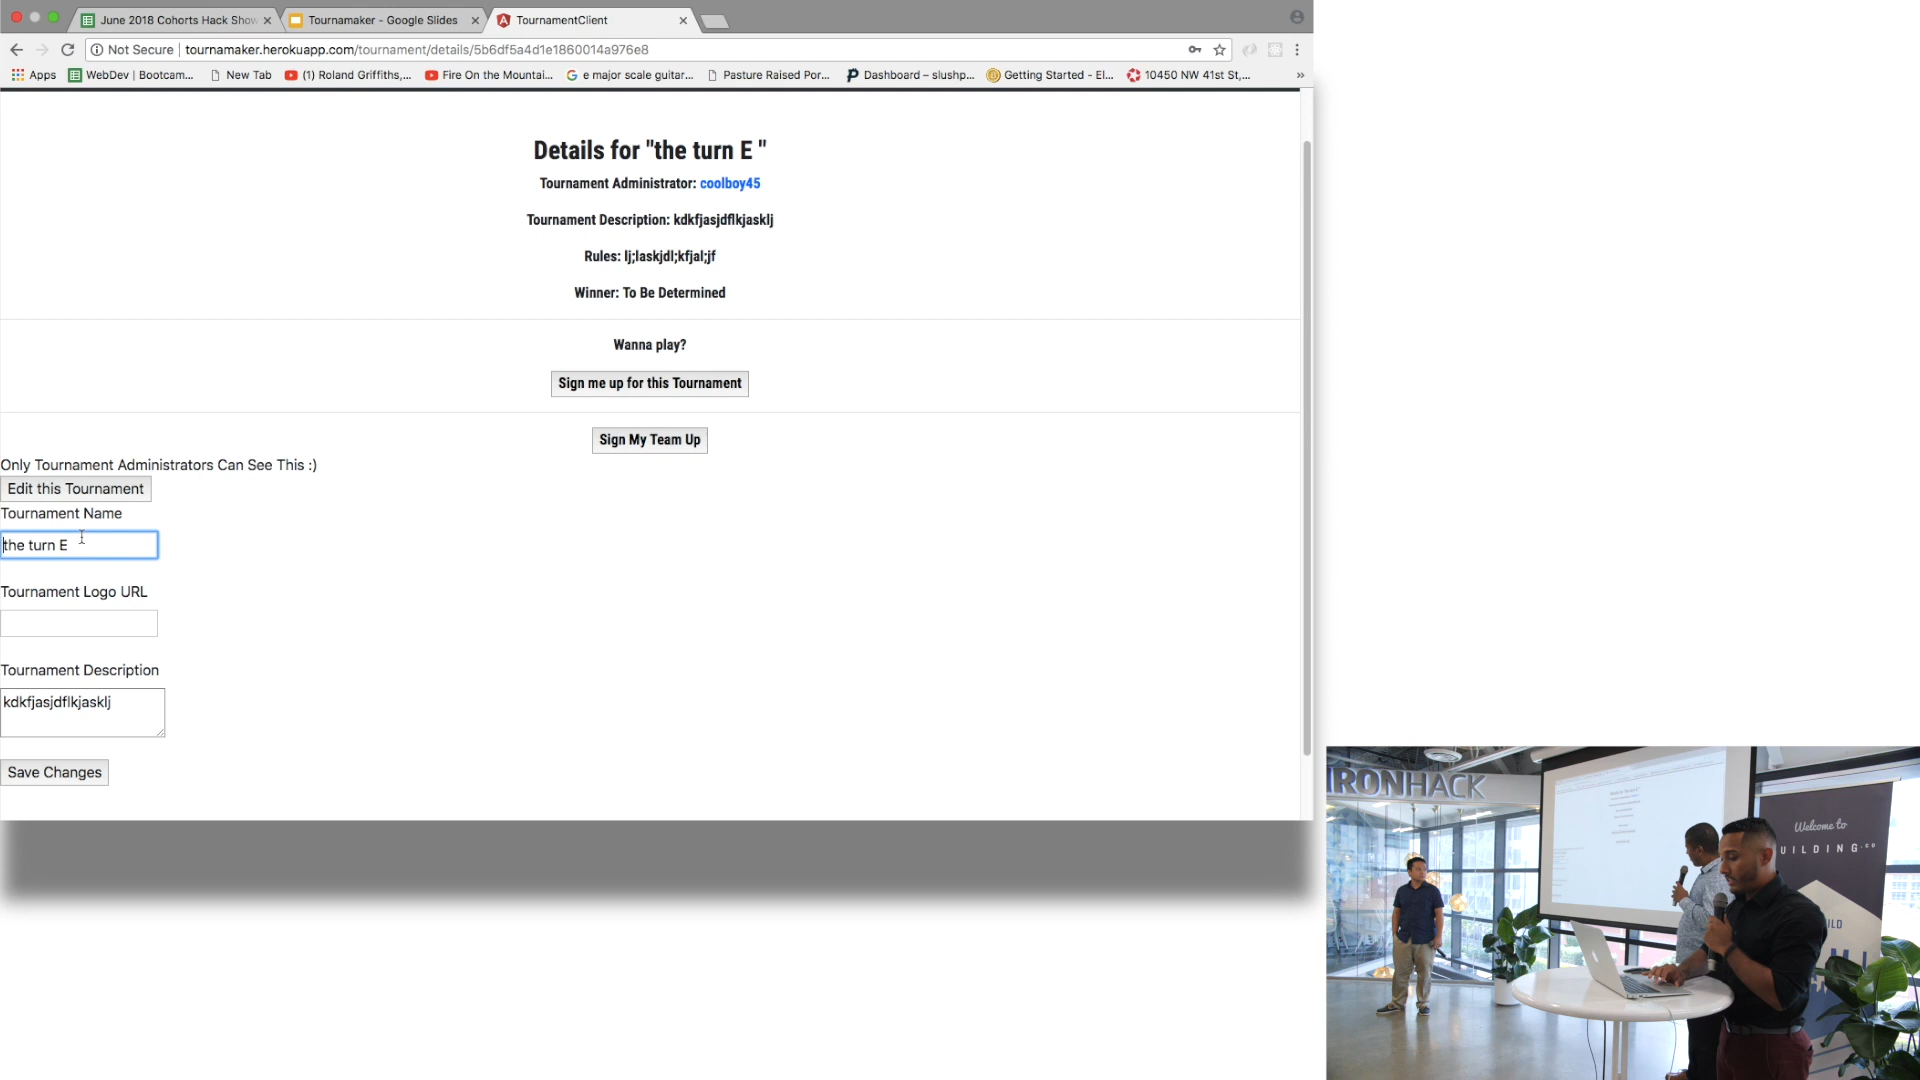 June 2018 Cohorts Hack Show
Tournamaker - Google Slides
TournamentClient
Not Secure
tournamaker.herokuapp.com/tournament/details/5b6df5a4d1e1860014a976e8
Apps
WebDev | Bootcam...
New Tab
(1) Roland Griffiths,...
Fire On the Mountai...
e major scale guitar...
Pasture Raised Por...
Dashboard – slushp...
Getting Started - El...
10450 NW 41st St,...
»
Details for "the turn E "
Tournament Administrator: coolboy45
Tournament Description: kdkfjasjdflkjasklj
Rules: lj;laskjdl;kfjal;jf
Winner: To Be Determined
Wanna play?
Sign me up for this Tournament
Sign My Team Up
Only Tournament Administrators Can See This :)
Edit this Tournament
Tournament Name
the turn E
Tournament Logo URL
Tournament Description
kdkfjasjdflkjasklj
Save Changes
IRONHACK
Welcome to
UILDING.CO